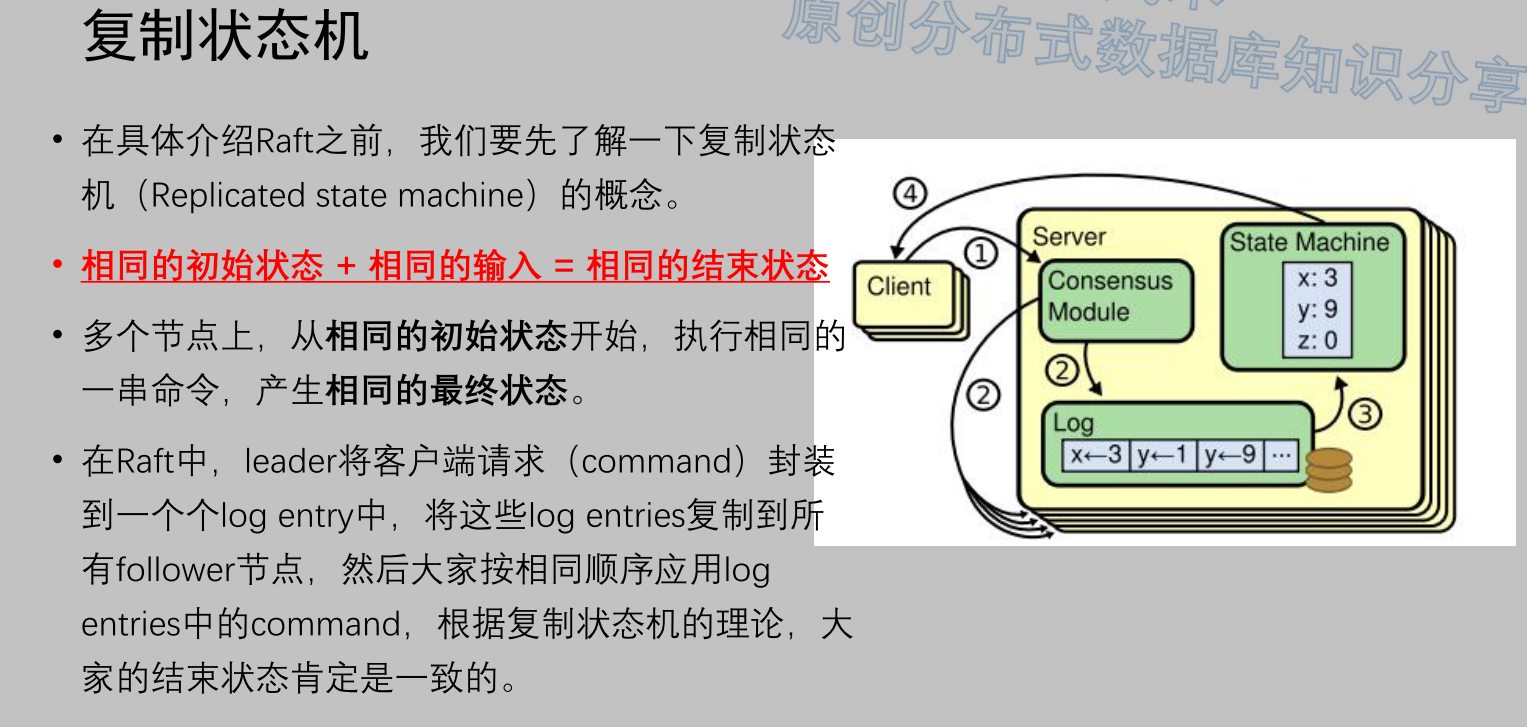 复制状态机
原创分布式数据库知识分享
• 在具体介绍Raft之前，我们要先了解一下复制状态
机（Replicated state machine）的概念。
• 相同的初始状态 + 相同的输入 = 相同的结束状态
• 多个节点上，从相同的初始状态开始，执行相同的
一串命令，产生相同的最终状态。
• 在Raft中，leader将客户端请求（command）封装
到一个个log entry中，将这些log entries复制到所
有follower节点，然后大家按相同顺序应用log
entries中的command，根据复制状态机的理论，大
家的结束状态肯定是一致的。
④
①
Client
Server
Consensus
Module
State Machine
x: 3
y: 9
z: 0
②
②
③
Log
x←3 y←1 y←9 ...